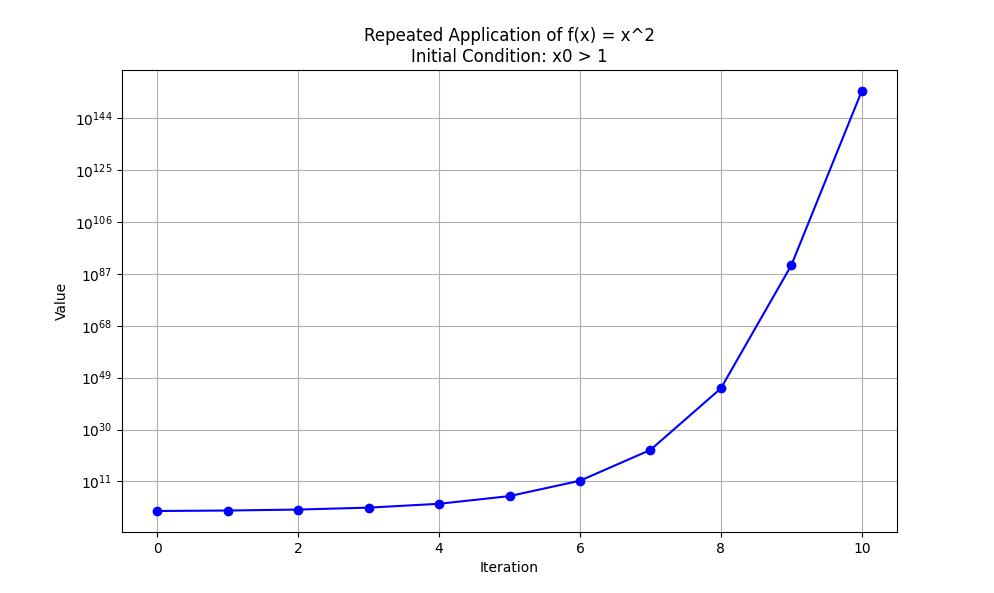 Repeated Application of f(x) = x^2
Initial Condition: x0 > 1
10^144
10^125
10^106
10^87
10^68
10^49
10^30
10^11
Value
0 2 4 6 8 10
Iteration